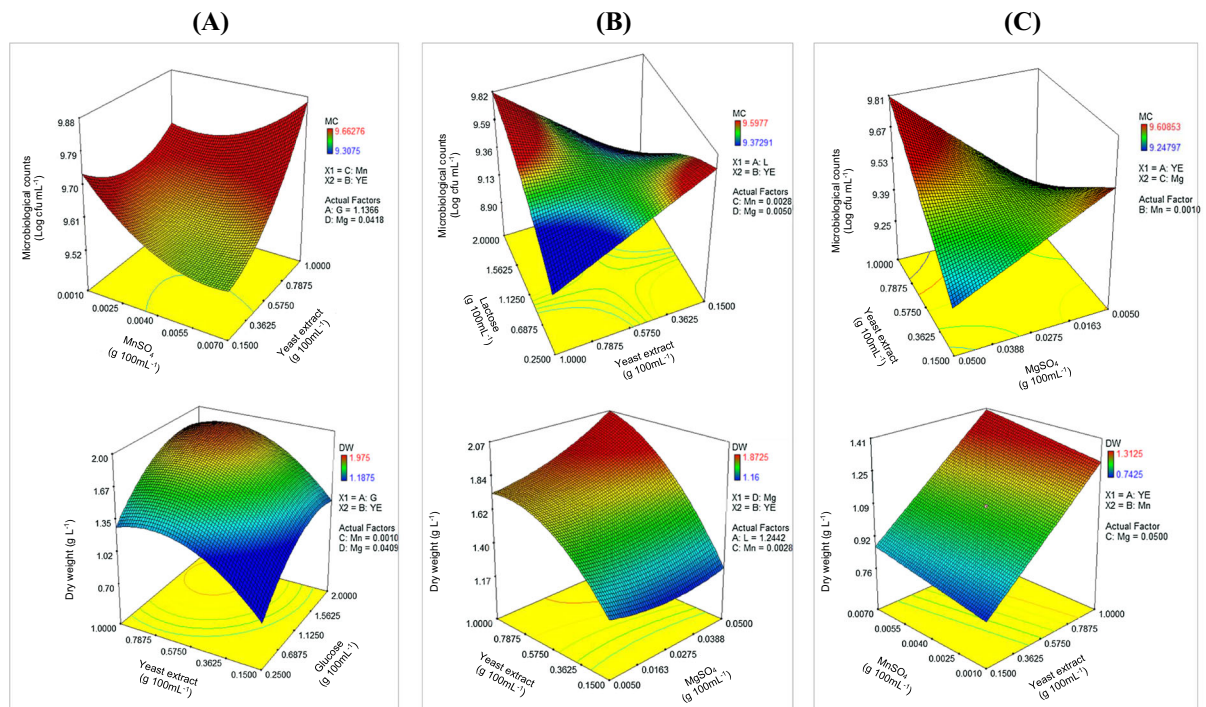 (A)
(B)
(C)
9.88
9.79
9.70
9.61
9.52
Microbiological counts
(Log cfu mL-1)
0.0010
0.0025
0.0040
0.0055
0.0070
MnSO4
(g 100mL-1)
0.1500
0.3625
0.5750
0.7875
1.0000
Yeast extract
(g 100mL-1)
MC
9.66276
9.3075
X1 = C: Mn
X2 = B: YE
Actual Factors
A: G = 1.1366
D: Mg = 0.0418
9.82
9.59
9.36
9.13
8.90
Microbiological counts
(Log cfu mL-1)
2.0000
1.5625
1.1250
0.6875
0.2500
Lactose
(g 100mL-1)
1.0000
0.7875
0.5750
0.3625
0.1500
Yeast extract
(g 100mL-1)
MC
9.5977
9.37291
X1 = A: L
X2 = B: YE
Actual Factors
C: Mn = 0.0028
D: Mg = 0.0050
9.81
9.67
9.53
9.39
9.25
Microbiological counts
(Log cfu mL-1)
1.0000
0.7875
0.5750
0.3625
0.1500
Yeast extract
(g 100mL-1)
0.0500
0.0388
0.0275
0.0163
0.0050
MgSO4
(g 100mL-1)
MC
9.60853
9.24797
X1 = A: YE
X2 = C: Mg
Actual Factors
B: Mn = 0.0010
2.00
1.67
1.35
1.02
0.70
Dry weight (g L-1)
1.0000
0.7875
0.5750
0.3625
0.1500
Yeast extract
(g 100mL-1)
0.2500
0.6875
1.1250
1.5625
2.0000
Glucose
(g 100mL-1)
DW
1.975
1.1875
X1 = A: G
X2 = B: YE
Actual Factors
C: Mn = 0.0010
D: Mg = 0.0409
2.07
1.84
1.62
1.40
1.17
Dry weight (g L-1)
1.0000
0.7875
0.5750
0.3625
0.1500
Yeast extract
(g 100mL-1)
0.0050
0.0163
0.0275
0.0388
0.0500
MgSO4
(g 100mL-1)
DW
1.8725
1.16
X1 = D: Mg
X2 = B: YE
Actual Factors
A: L = 1.2442
C: Mn = 0.0028
1.41
1.25
1.09
0.92
0.76
Dry weight (g L-1)
0.0070
0.0055
0.0040
0.0025
0.0010
MnSO4
(g 100mL-1)
0.1500
0.3625
0.5750
0.7875
1.0000
Yeast extract
(g 100mL-1)
DW
1.3125
0.7425
X1 = A: YE
X2 = B: Mn
Actual Factor
C: Mg = 0.0500